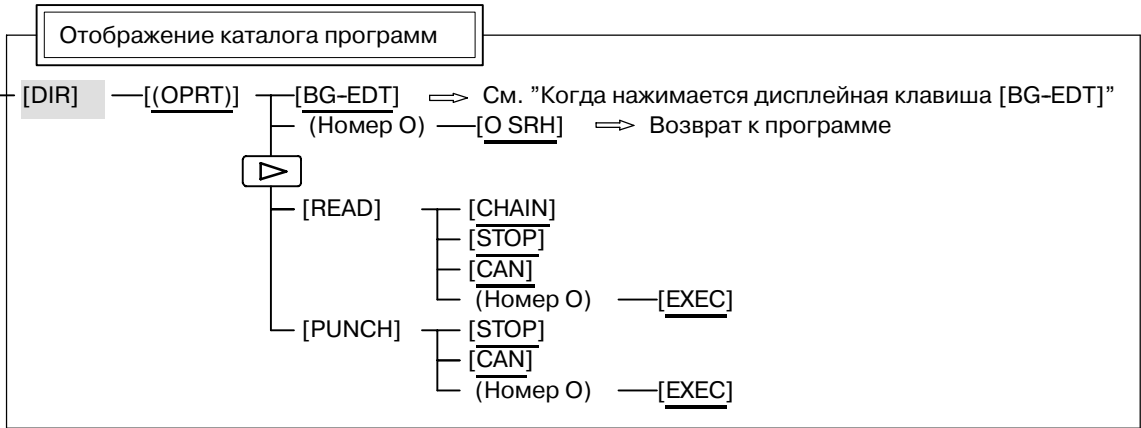 Отображение каталога программ
[DIR] [(OPRT)] [BG-EDT] См. "Когда нажимается дисплейная клавиша [BG-EDT]"
(Номер O) [O SRH] Возврат к программе
[READ] [CHAIN]
[STOP]
[CAN]
(Номер O) [EXEC]
[PUNCH] [STOP]
[CAN]
(Номер O) [EXEC]